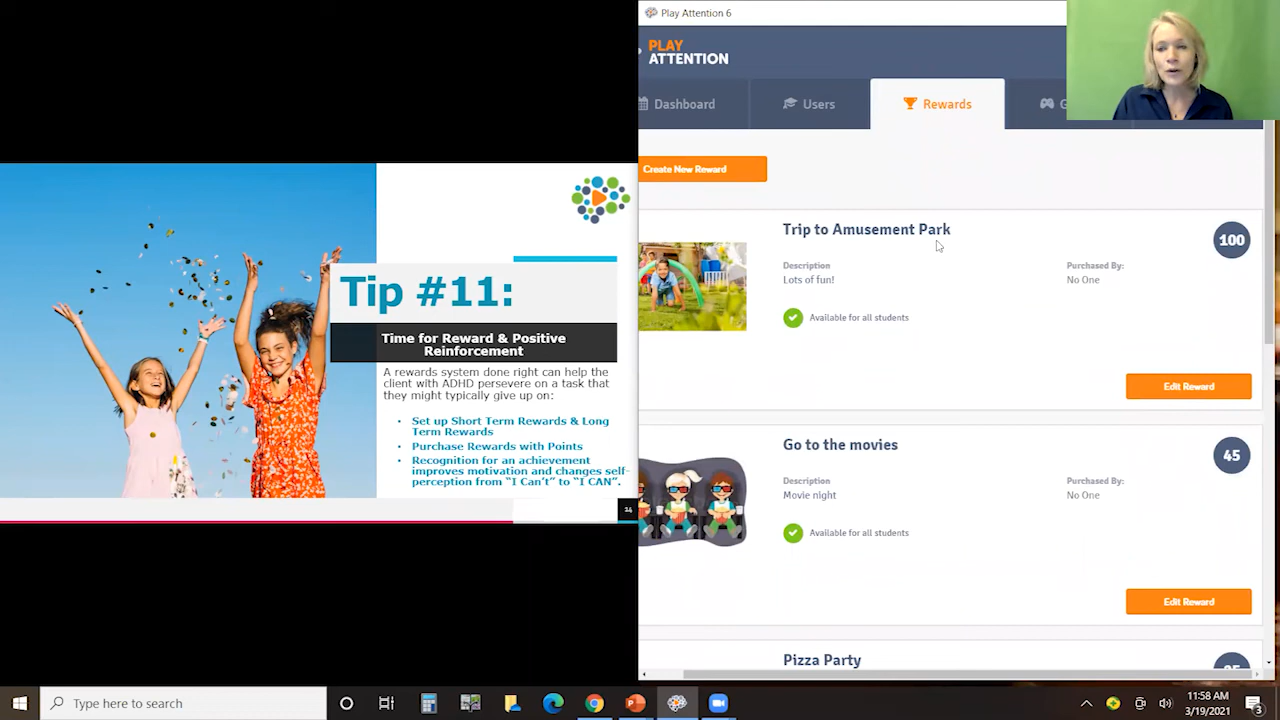 Play Attention 6
PLAY
ATTENTION
Dashboard
Users
Rewards
G
Create New Reward
Trip to Amusement Park
100
Description
Purchased By:
Lots of fun!
No One
Available for all students
Edit Reward
Go to the movies
45
Description
Purchased By:
Movie night
No One
Available for all students
Edit Reward
Pizza Party
Tip #11:
Time for Reward & Positive
Reinforcement
A rewards system done right can help the
client with ADHD persevere on a task that
they might typically give up on:
• Set up Short Term Rewards & Long
Term Rewards
• Purchase Rewards with Points
• Recognition for an achievement
improves motivation and changes self-
perception from “I Can’t” to “I CAN”.
14
Type here to search
11:58 AM
3/19/2021
3